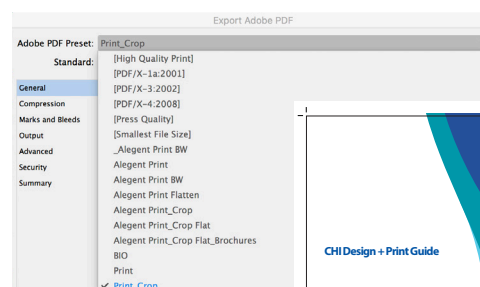 Export Adobe PDF
Adobe PDF Preset: Print_Crop
Standard:
[High Quality Print]
[PDF/X-1a:2001]
[PDF/X-3:2002]
[PDF/X-4:2008]
[Press Quality]
[Smallest File Size]
_Alegent Print BW
Alegent Print
Alegent Print BW
Alegent Print Flatten
Alegent Print_Crop
Alegent Print_Crop Flat
Alegent Print_Crop Flat_Brochures
BIO
Print
✓ Print_Crop
General
Compression
Marks and Bleeds
Output
Advanced
Security
Summary
CHI Design + Print Guide